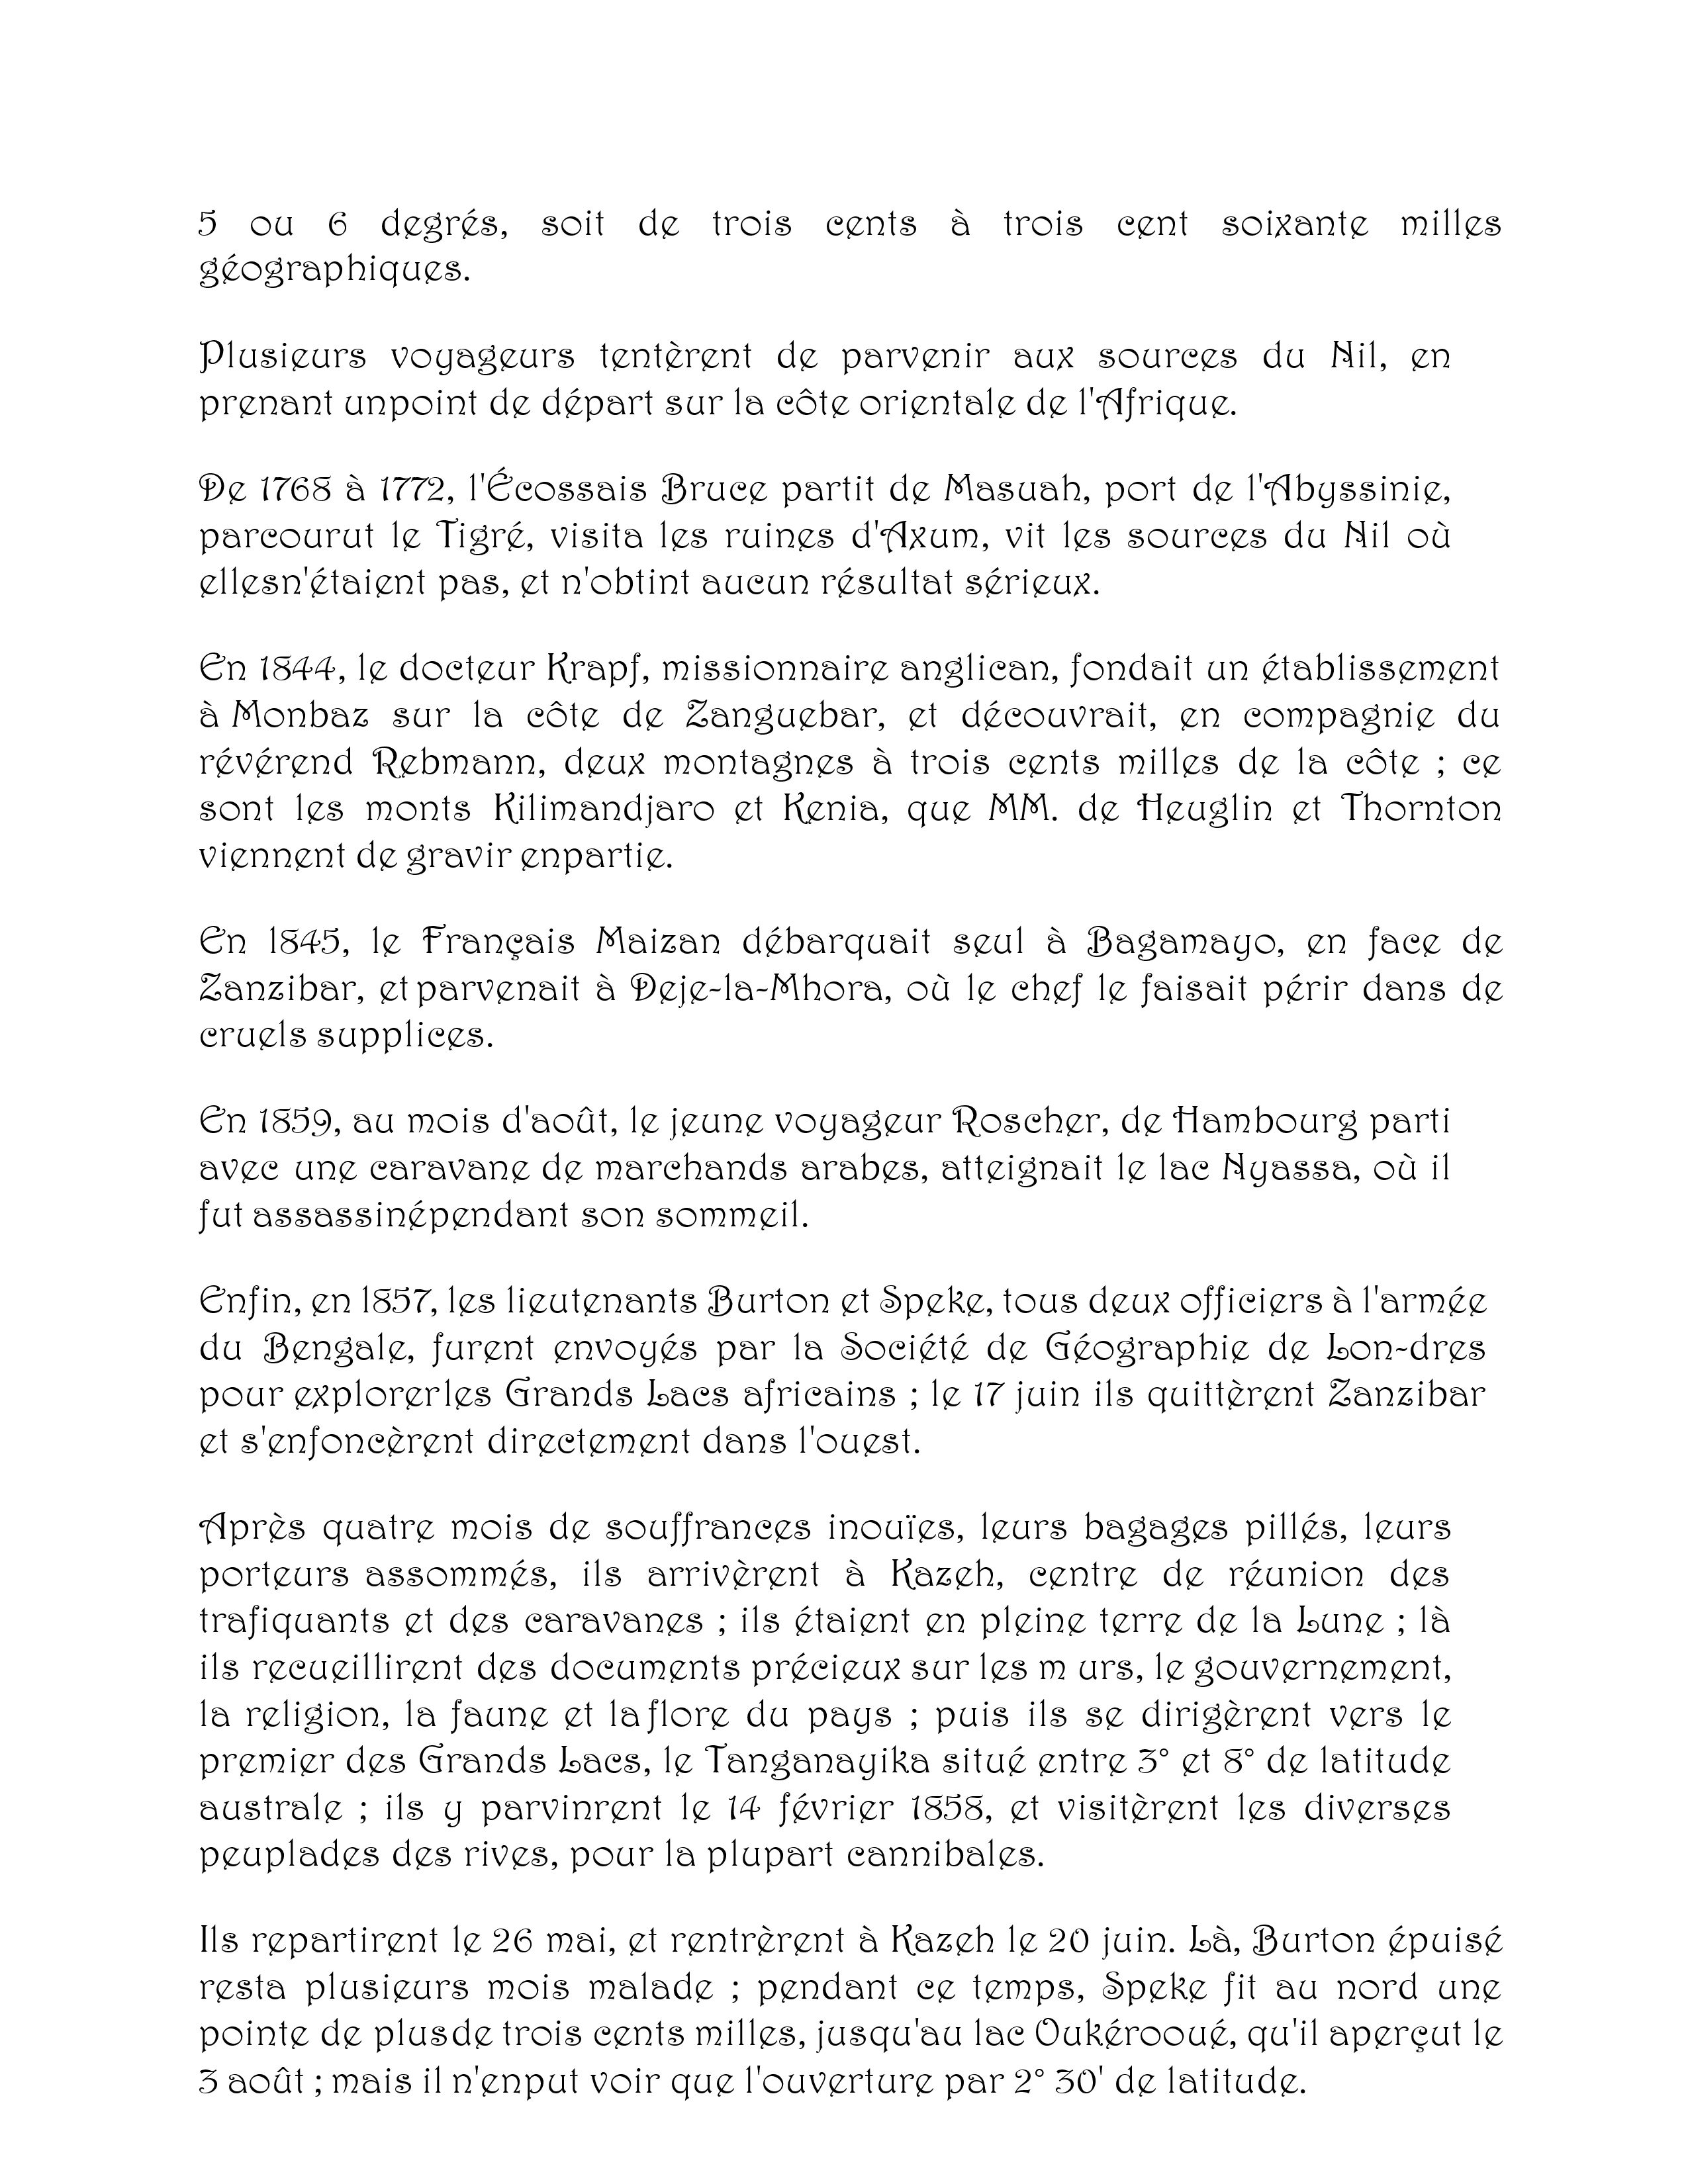 5 ou 6 degrés, soit de trois cents à trois cent soixante milles
géographiques.
Plusieurs voyageurs tentèrent de parvenir aux sources du Nil, en
prenant unpoint de départ sur la côte orientale de l'Afrique.
De 1768 à 1772, l'Écossais Bruce partit de Masuah, port de l'Abyssinie,
parcourut le Tigré, visita les ruines d'Axum, vit les sources du Nil où
ellesn'étaient pas, et n'obtint aucun résultat sérieux.
En 1844, le docteur Krapf, missionnaire anglican, fondait un établissement
à Monbaz sur la côte de Zanguebar, et découvrait, en compagnie du
révérend Rebmann, deux montagnes à trois cents milles de la côte ; ce
sont les monts Kilimandjaro et Kenia, que MM. de Heuglin et Thornton
viennent de gravir enpartie.
En 1845, le Français Maizan débarquait seul à Bagamayo, en face de
Zanzibar, et parvenait à Deje-la-Mhora, où le chef le faisait périr dans de
cruels supplices.
En 1859, au mois d'août, le jeune voyageur Roscher, de Hambourg parti
avec une caravane de marchands arabes, atteignait le lac Nyassa, où il
fut assassinépendant son sommeil.
Enfin, en 1857, les lieutenants Burton et Speke, tous deux officiers à l'armée
du Bengale, furent envoyés par la Société de Géographie de Lon-dres
pour explorerles Grands Lacs africains ; le 17 juin ils quittèrent Zanzibar
et s'enfoncèrent directement dans l'ouest.
Après quatre mois de souffrances inouïes, leurs bagages pillés, leurs
porteurs assommés, ils arrivèrent à Kazeh, centre de réunion des
trafiquants et des caravanes ; ils étaient en pleine terre de la Lune ; là
ils recueillirent des documents précieux sur les m urs, le gouvernement,
la religion, la faune et la flore du pays ; puis ils se dirigèrent vers le
premier des Grands Lacs, le Tanganayika situé entre 3° et 8° de latitude
australe ; ils y parvinrent le 14 février 1858, et visitèrent les diverses
peuplades des rives, pour la plupart cannibales.
Ils repartirent le 26 mai, et rentrèrent à Kazeh le 20 juin. Là, Burton épuisé
resta plusieurs mois malade ; pendant ce temps, Speke fit au nord une
pointe de plusde trois cents milles, jusqu'au lac Oukérooué, qu'il aperçut le
3 août ; mais il n'enput voir que l'ouverture par 2° 30' de latitude.